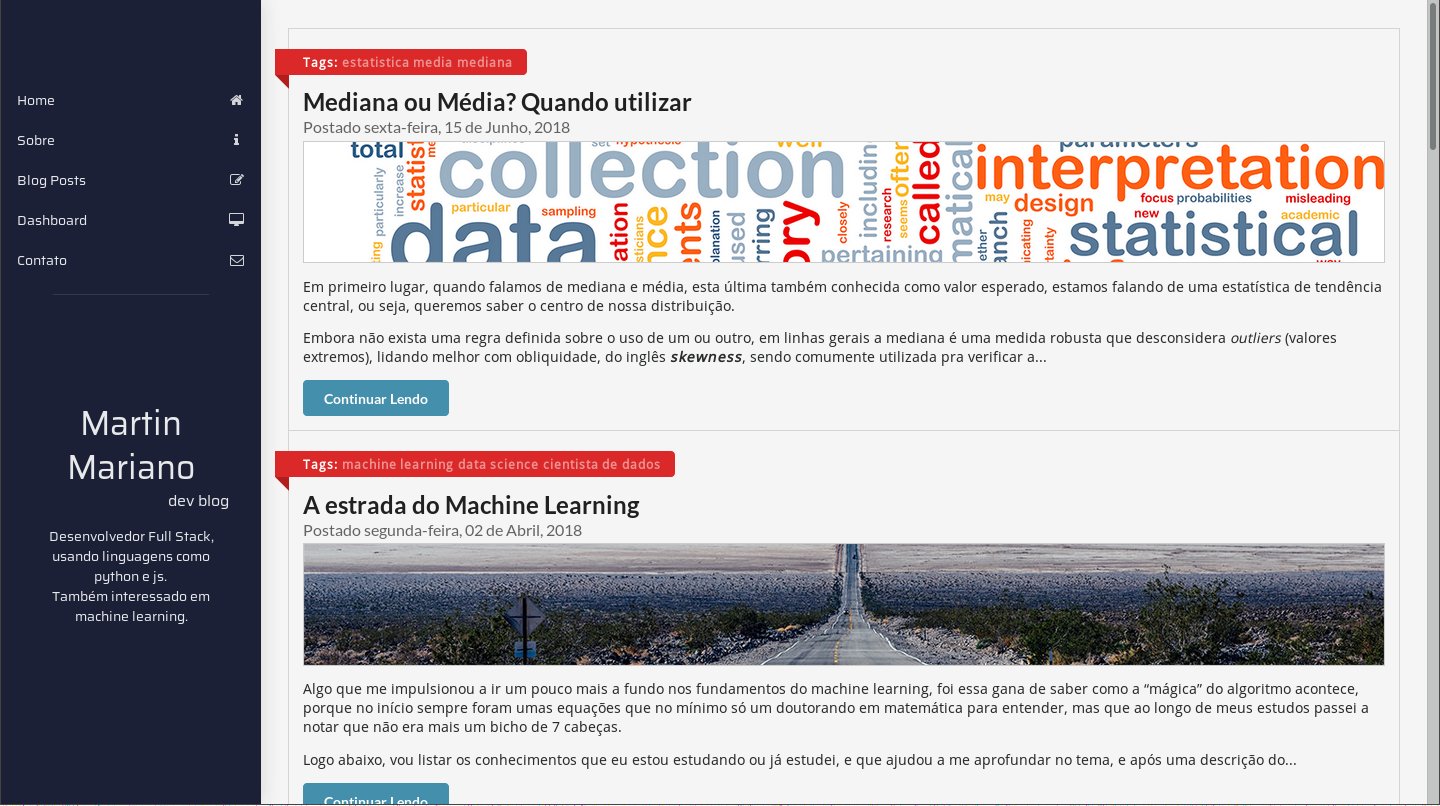 Home
Sobre
Blog Posts
Dashboard
Contato
Martin
Mariano
dev blog
Desenvolvedor Full Stack,
usando linguagens como
python e js.
Também interessado em
machine learning.
Tags: estatistica media mediana
Mediana ou Média? Quando utilizar
Postado sexta-feira, 15 de Junho, 2018
total
particularly
increase
collection
set
hypothesis
well
particular
sampling
data
closely
including
research
seems
often
called
pertaining
parameters
interpretation
may
design
focus
probabilities
misleading
new
academic
statistical
Em primeiro lugar, quando falamos de mediana e média, esta última também conhecida como valor esperado, estamos falando de uma estatística de tendência
central, ou seja, queremos saber o centro de nossa distribuição.
Embora não exista uma regra definida sobre o uso de um ou outro, em linhas gerais a mediana é uma medida robusta que desconsidera outliers (valores
extremos), lidando melhor com obliquidade, do inglês skewness, sendo comumente utilizada pra verificar a...
Continuar Lendo
Tags: machine learning data science cientista de dados
A estrada do Machine Learning
Postado segunda-feira, 02 de Abril, 2018
Algo que me impulsionou a ir um pouco mais a fundo nos fundamentos do machine learning, foi essa gana de saber como a “mágica” do algoritmo acontece,
porque no início sempre foram umas equações que no mínimo só um doutorando em matemática para entender, mas que ao longo de meus estudos passei a
notar que não era mais um bicho de 7 cabeças.
Logo abaixo, vou listar os conhecimentos que eu estou estudando ou já estudei, e que ajudou a me aprofundar no tema, e após uma descrição do...
Continuar Lendo